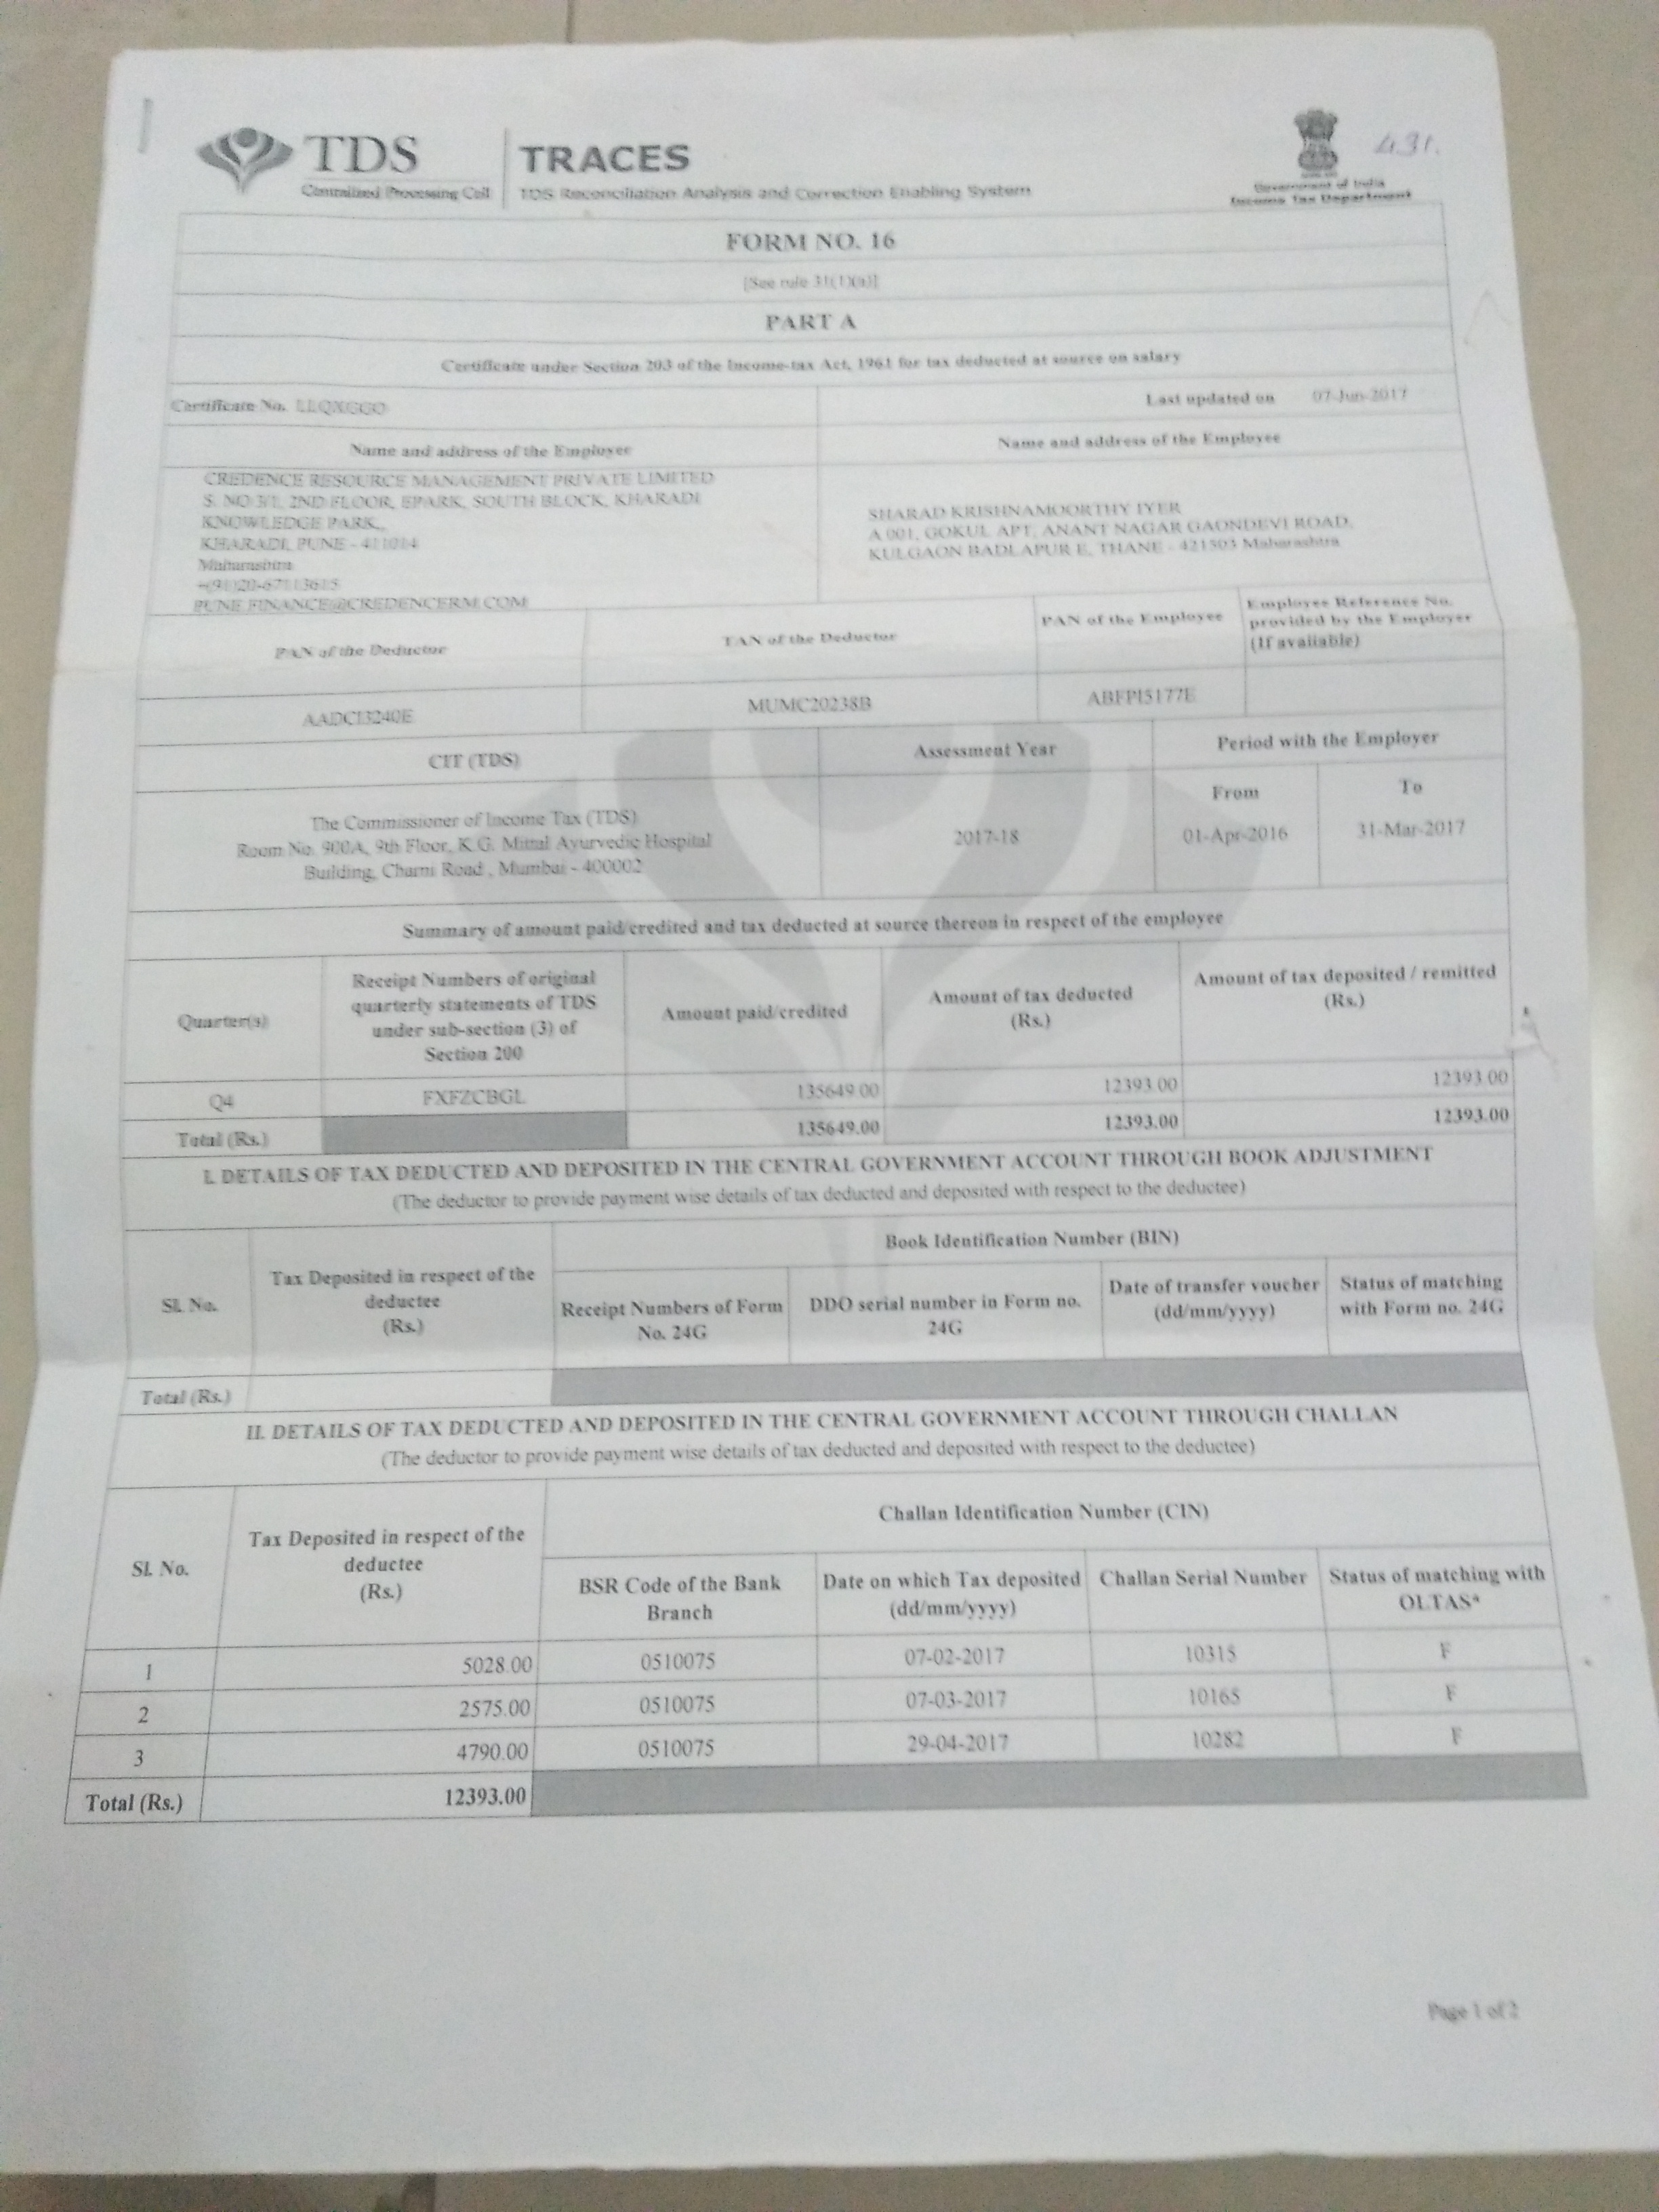 TDS
Centralized Processing Cell
TRACES
TDS Reconciliation Analysis and Correction Enabling System
431.
Government of India
Income Tax Department
FORM NO. 16
[See rule 31(1)(a)]
PART A
Certificate under Section 203 of the Income-tax Act, 1961 for tax deducted at source on salary
Certificate No.
Last updated on 07-Jun-2017
Name and address of the Employer
Name and address of the Employee
CREDENCE RESOURCE MANAGEMENT PRIVATE LIMITED
S. NO 3/1, 2ND FLOOR, EPARK, SOUTH BLOCK, KHARADI
KNOWLEDGE PARK,,
KHARADI, PUNE - 411014
Maharashtra
+(91)20-67113615
PUNE.FINANCE@CREDENCERM.COM
SHARAD KRISHNAMOORTHY IYER
A 001, GOKUL APT, ANANT NAGAR GAONDEVI ROAD,
KULGAON BADLAPUR E, THANE - 421503 Maharashtra
PAN of the Deductor
TAN of the Deductor
PAN of the Employee
Employee Reference No.
provided by the Employer
(If available)
AADCI3240E
MUMC20238B
ABFPI5177E
CIT (TDS)
Assessment Year
Period with the Employer
The Commissioner of Income Tax (TDS)
Room No. 900A, 9th Floor, K.G. Mittal Ayurvedic Hospital
Building, Charni Road , Mumbai - 400002
2017-18
From
To
01-Apr-2016
31-Mar-2017
Summary of amount paid/credited and tax deducted at source thereon in respect of the employee
Quarter(s)
Receipt Numbers of original
quarterly statements of TDS
under sub-section (3) of
Section 200
Amount paid/credited
Amount of tax deducted
(Rs.)
Amount of tax deposited / remitted
(Rs.)
Q4 FXFZCBGL 135649.00 12393.00 12393.00
Total (Rs.) 135649.00 12393.00 12393.00
I. DETAILS OF TAX DEDUCTED AND DEPOSITED IN THE CENTRAL GOVERNMENT ACCOUNT THROUGH BOOK ADJUSTMENT
(The deductor to provide payment wise details of tax deducted and deposited with respect to the deductee)
Sl. No.
Tax Deposited in respect of the
deductee
(Rs.)
Book Identification Number (BIN)
Receipt Numbers of Form
No. 24G
DDO serial number in Form no.
24G
Date of transfer voucher
(dd/mm/yyyy)
Status of matching
with Form no. 24G
Total (Rs.)
II. DETAILS OF TAX DEDUCTED AND DEPOSITED IN THE CENTRAL GOVERNMENT ACCOUNT THROUGH CHALLAN
(The deductor to provide payment wise details of tax deducted and deposited with respect to the deductee)
Sl. No.
Tax Deposited in respect of the
deductee
(Rs.)
Challan Identification Number (CIN)
BSR Code of the Bank
Branch
Date on which Tax deposited
(dd/mm/yyyy)
Challan Serial Number
Status of matching with
OLTAS*
1 5028.00 0510075 07-02-2017 10315 F
2 2575.00 0510075 07-03-2017 10165 F
3 4790.00 0510075 29-04-2017 10282 F
Total (Rs.) 12393.00
Page 1 of 2